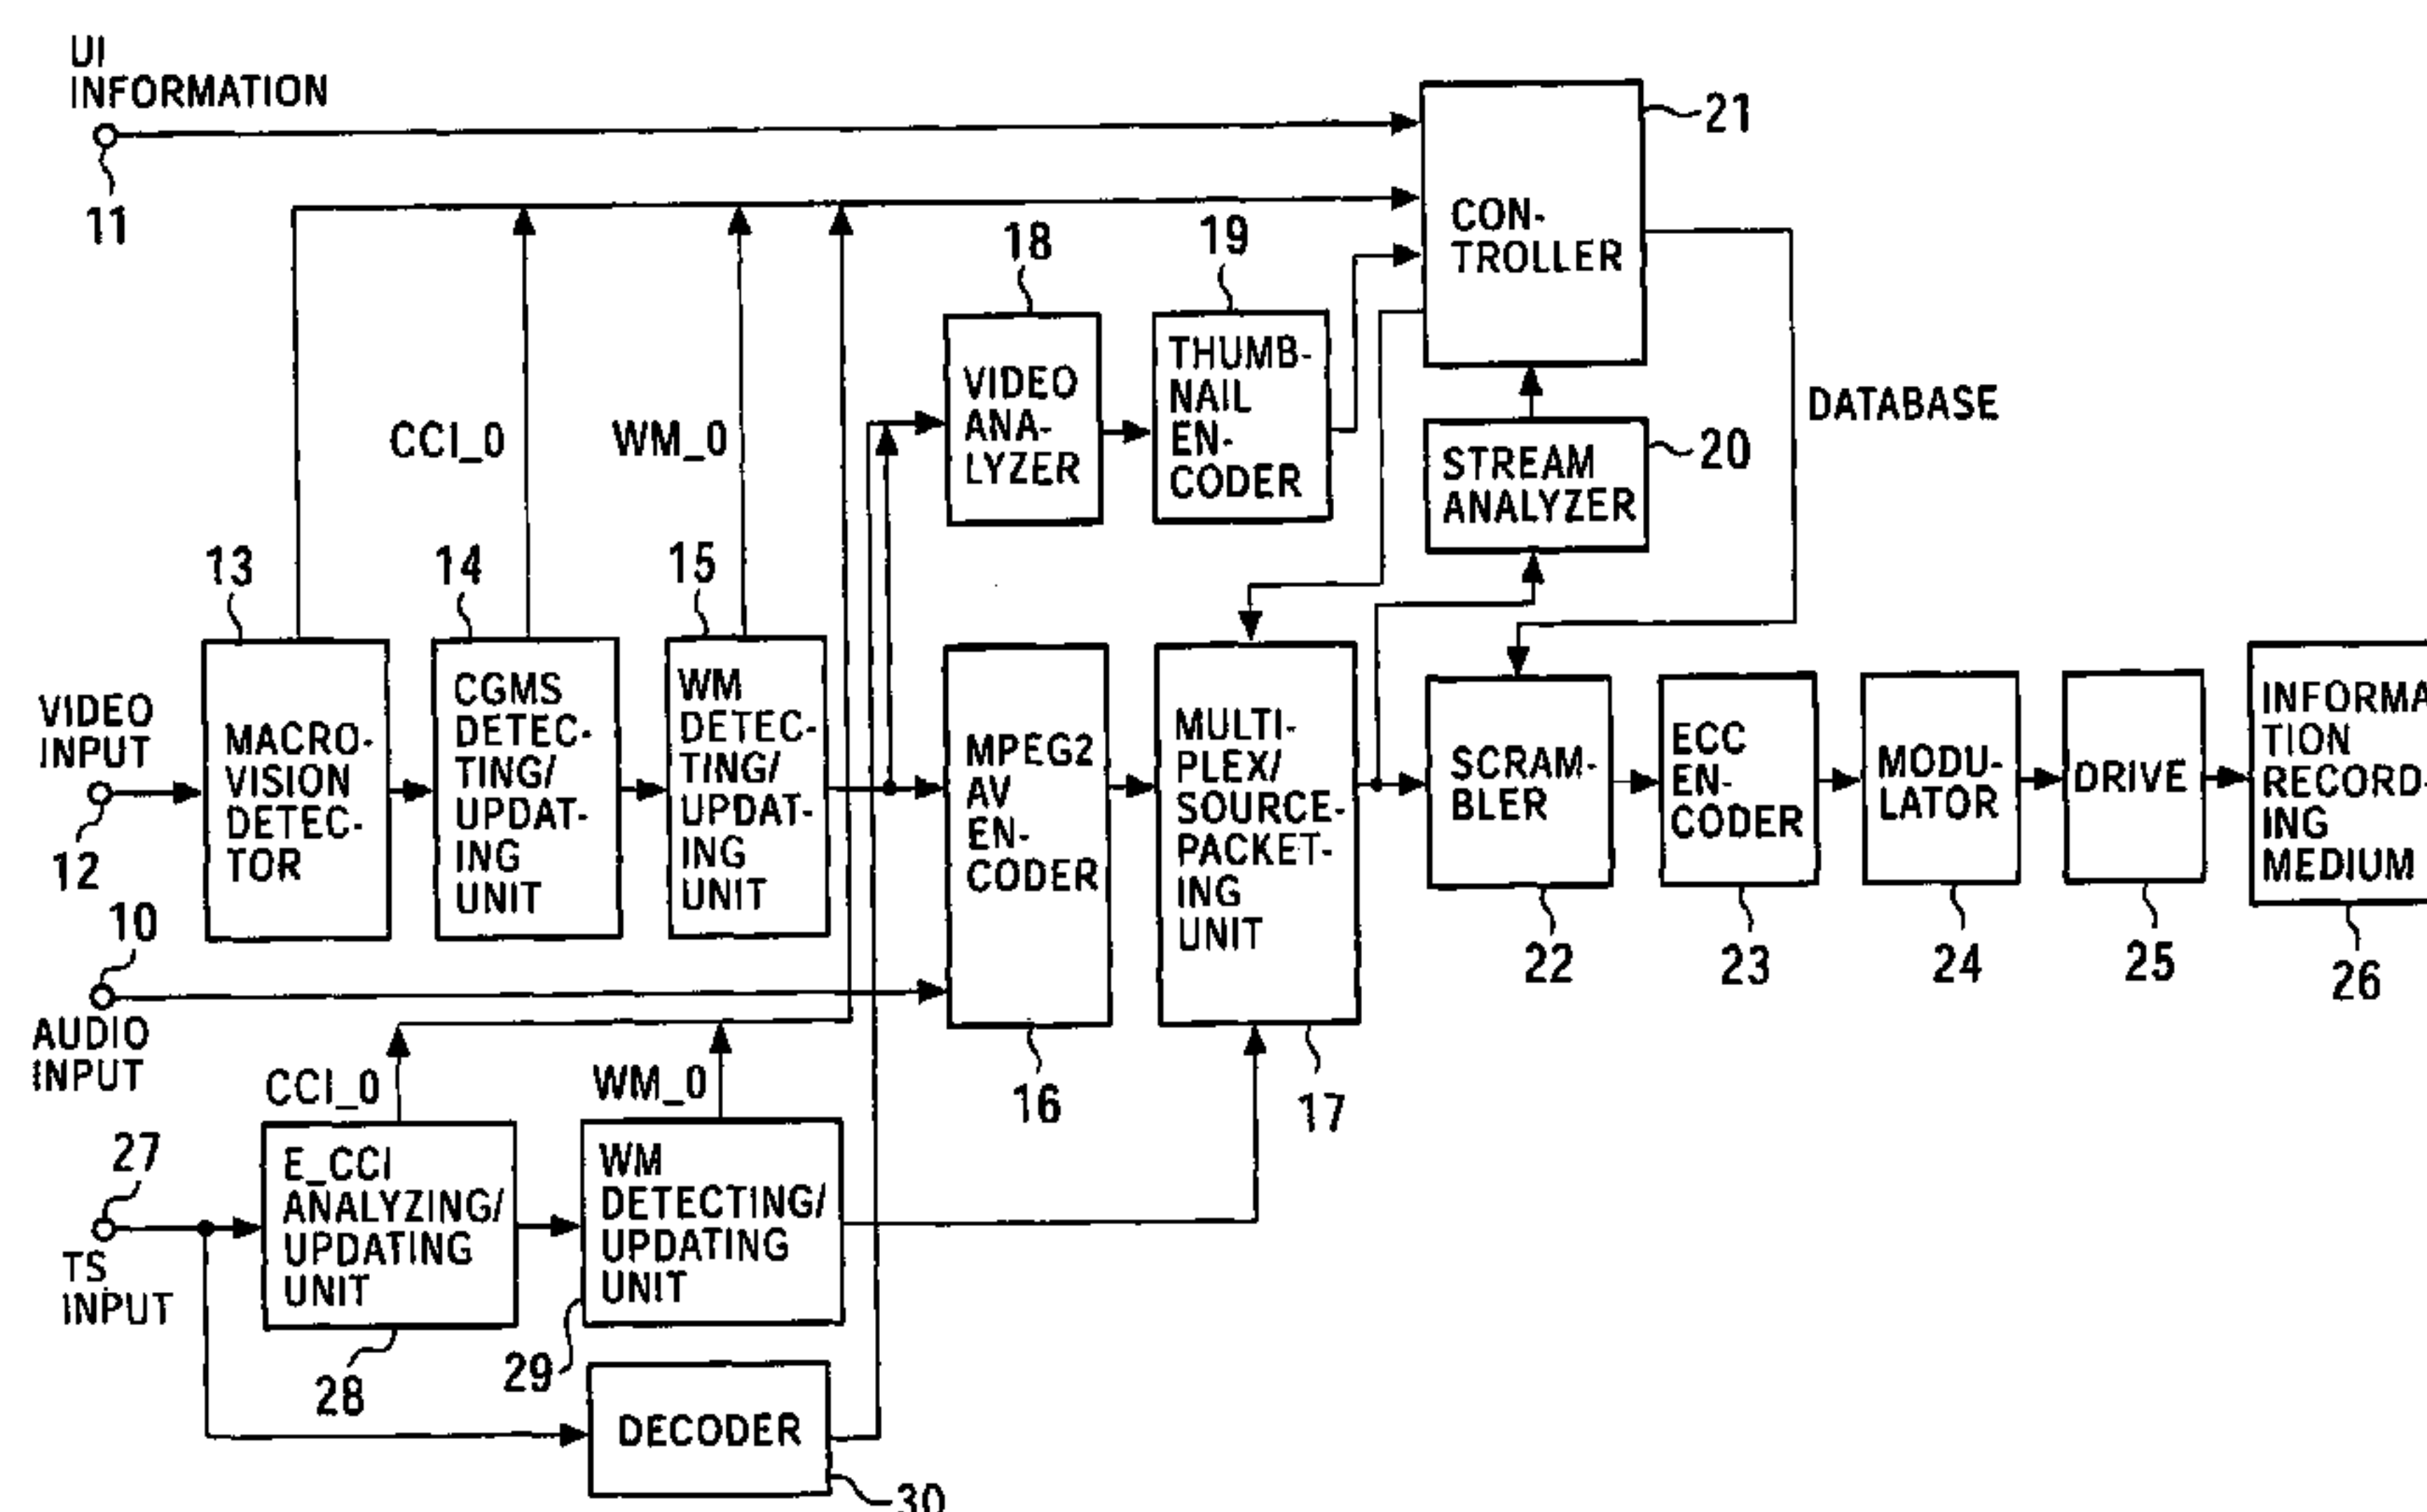 UI
INFORMATION
11
21
CON-
TROLLER
18
19
VIDEO
ANA-
LYZER
THUMB-
NAIL
EN-
CODER
DATABASE
20
STREAM
ANALYZER
CCI_0
WM_0
13
14
15
VIDEO
INPUT
12
MACRO-
VISION
DETEC-
TOR
CGMS
DETEC-
TING/
UPDAT-
ING
UNIT
WM
DETEC-
TING/
UPDAT-
ING
UNIT
MPEG2
AV
EN-
CODER
MULTI-
PLEX/
SOURCE-
PACKET-
ING
UNIT
SCRAM-
BLER
ECC
EN-
CODER
MODU-
LATOR
DRIVE
INFORMA
TION
RECORD-
ING
MEDIUM
22
23
24
25
26
10
AUDIO
INPUT
16
17
CCI_0
WM_0
27
TS
INPUT
E_CCI
ANALYZING/
UPDATING
UNIT
WM
DETECTING/
UPDATING
UNIT
28
29
DECODER
30